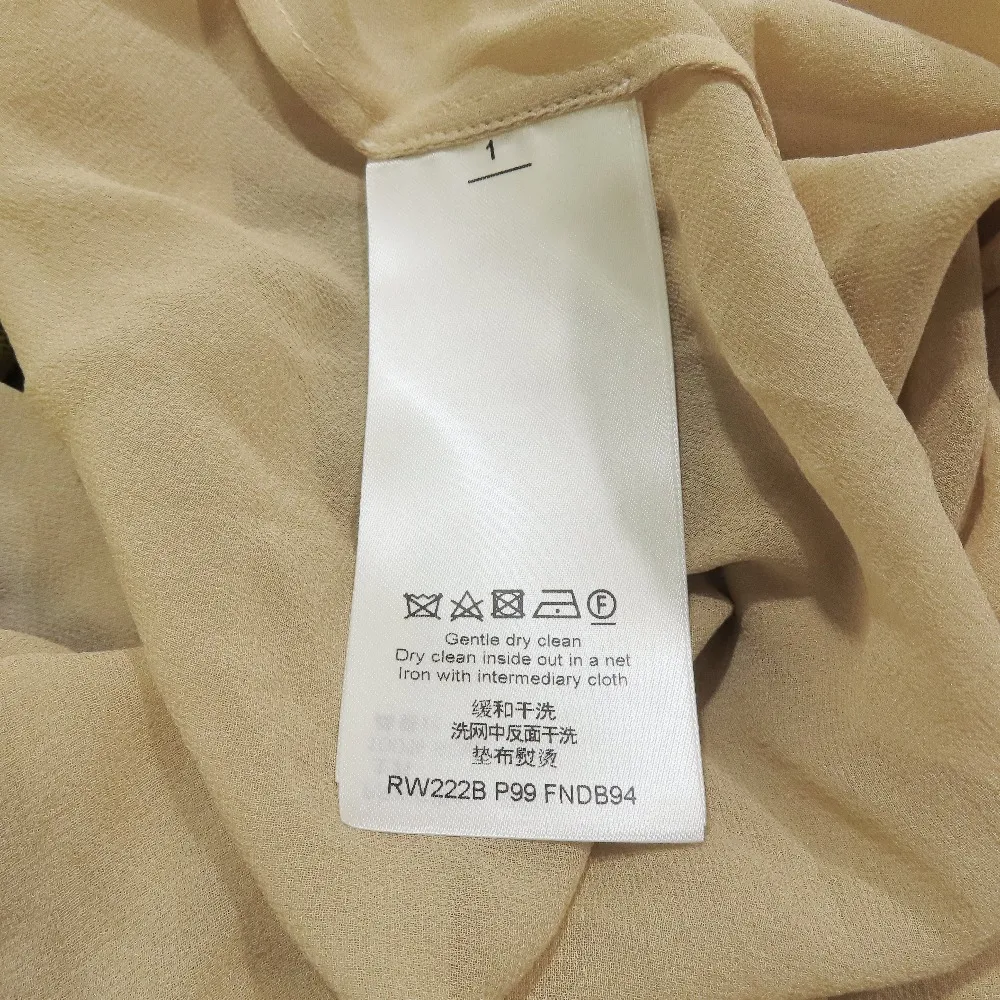 1
F
Gentle dry clean
Dry clean inside out in a net
Iron with intermediary cloth
缓和干洗
洗网中反面干洗
垫布熨烫
RW222B P99 FNDB94